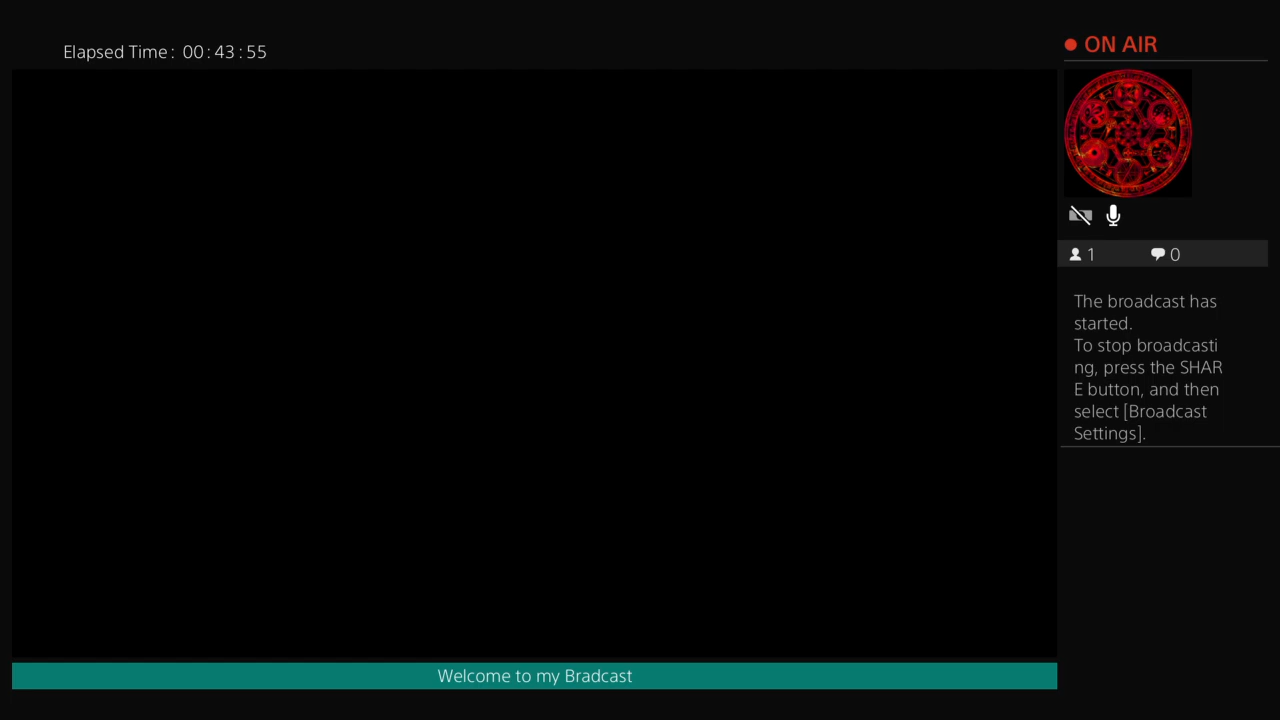 Elapsed Time: 00:43:55
ON AIR
1
0
The broadcast has
started.
To stop broadcasti
ng, press the SHAR
E button, and then
select [Broadcast
Settings].
Welcome to my Bradcast